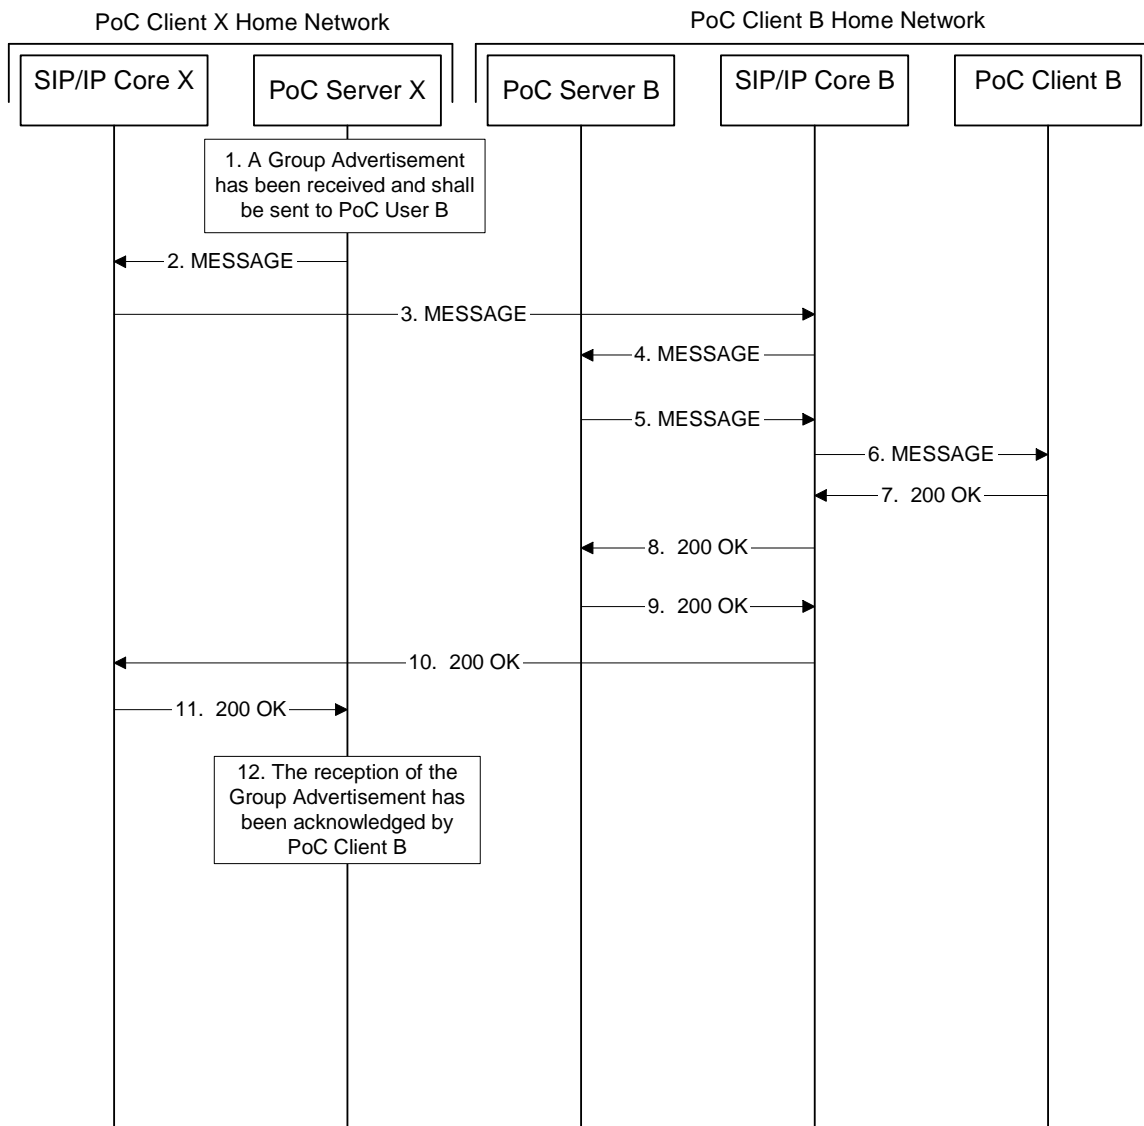 PoC Client X Home Network
PoC Client B Home Network
SIP/IP Core X
PoC Server X
PoC Server B
SIP/IP Core B
PoC Client B
1. A Group Advertisement
has been received and shall
be sent to PoC User B
2. MESSAGE
3. MESSAGE
4. MESSAGE
5. MESSAGE
6. MESSAGE
7. 200 OK
8. 200 OK
9. 200 OK
10. 200 OK
11. 200 OK
12. The reception of the
Group Advertisement has
been acknowledged by
PoC Client B